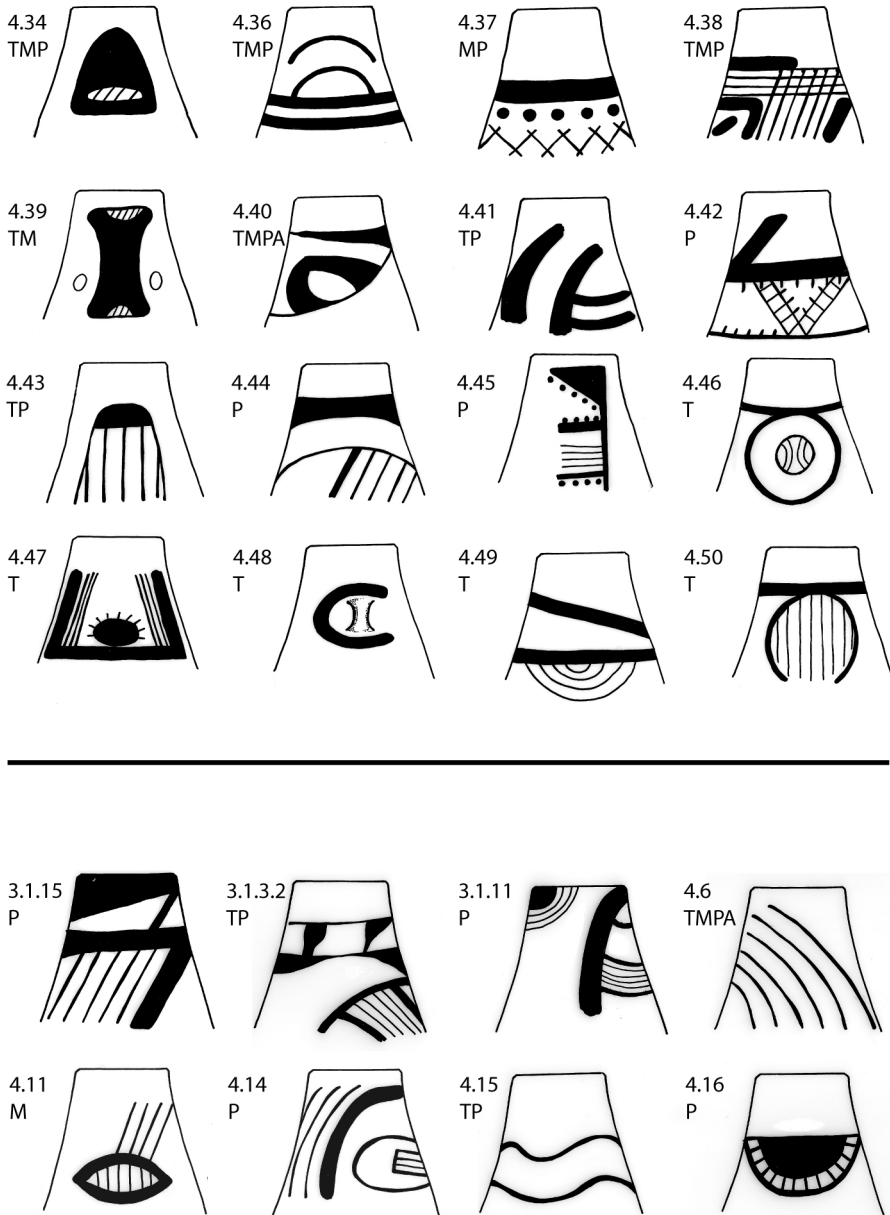 4.34
TMP
4.36
TMP
4.37
MP
4.38
TMP
4.39
TM
4.40
TMPA
4.41
TP
4.42
P
4.43
TP
4.44
P
4.45
P
4.46
T
4.47
T
4.48
T
4.49
T
4.50
T
3.1.15
P
3.1.3.2
TP
3.1.11
P
4.6
TMPA
4.11
M
4.14
P
4.15
TP
4.16
P